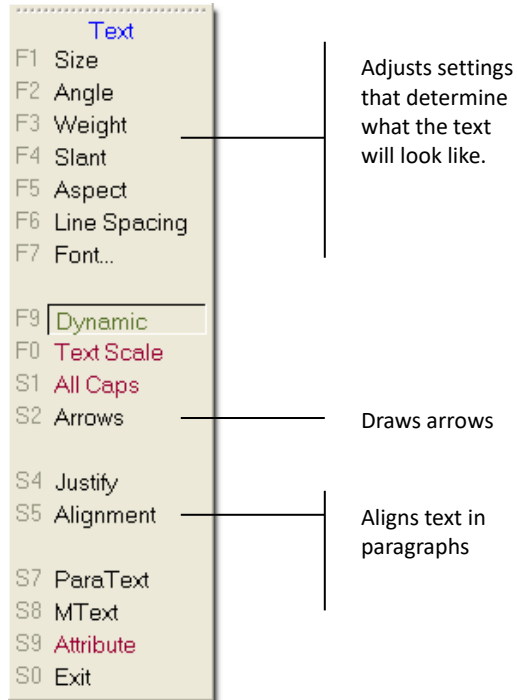 Text
F1 Size
F2 Angle
F3 Weight
F4 Slant
F5 Aspect
F6 Line Spacing
F7 Font...
F9 Dynamic
F0 Text Scale
S1 All Caps
S2 Arrows
S4 Justify
S5 Alignment
S7 ParaText
S8 MText
S9 Attribute
S0 Exit
Adjusts settings
that determine
what the text
will look like.
Draws arrows
Aligns text in
paragraphs